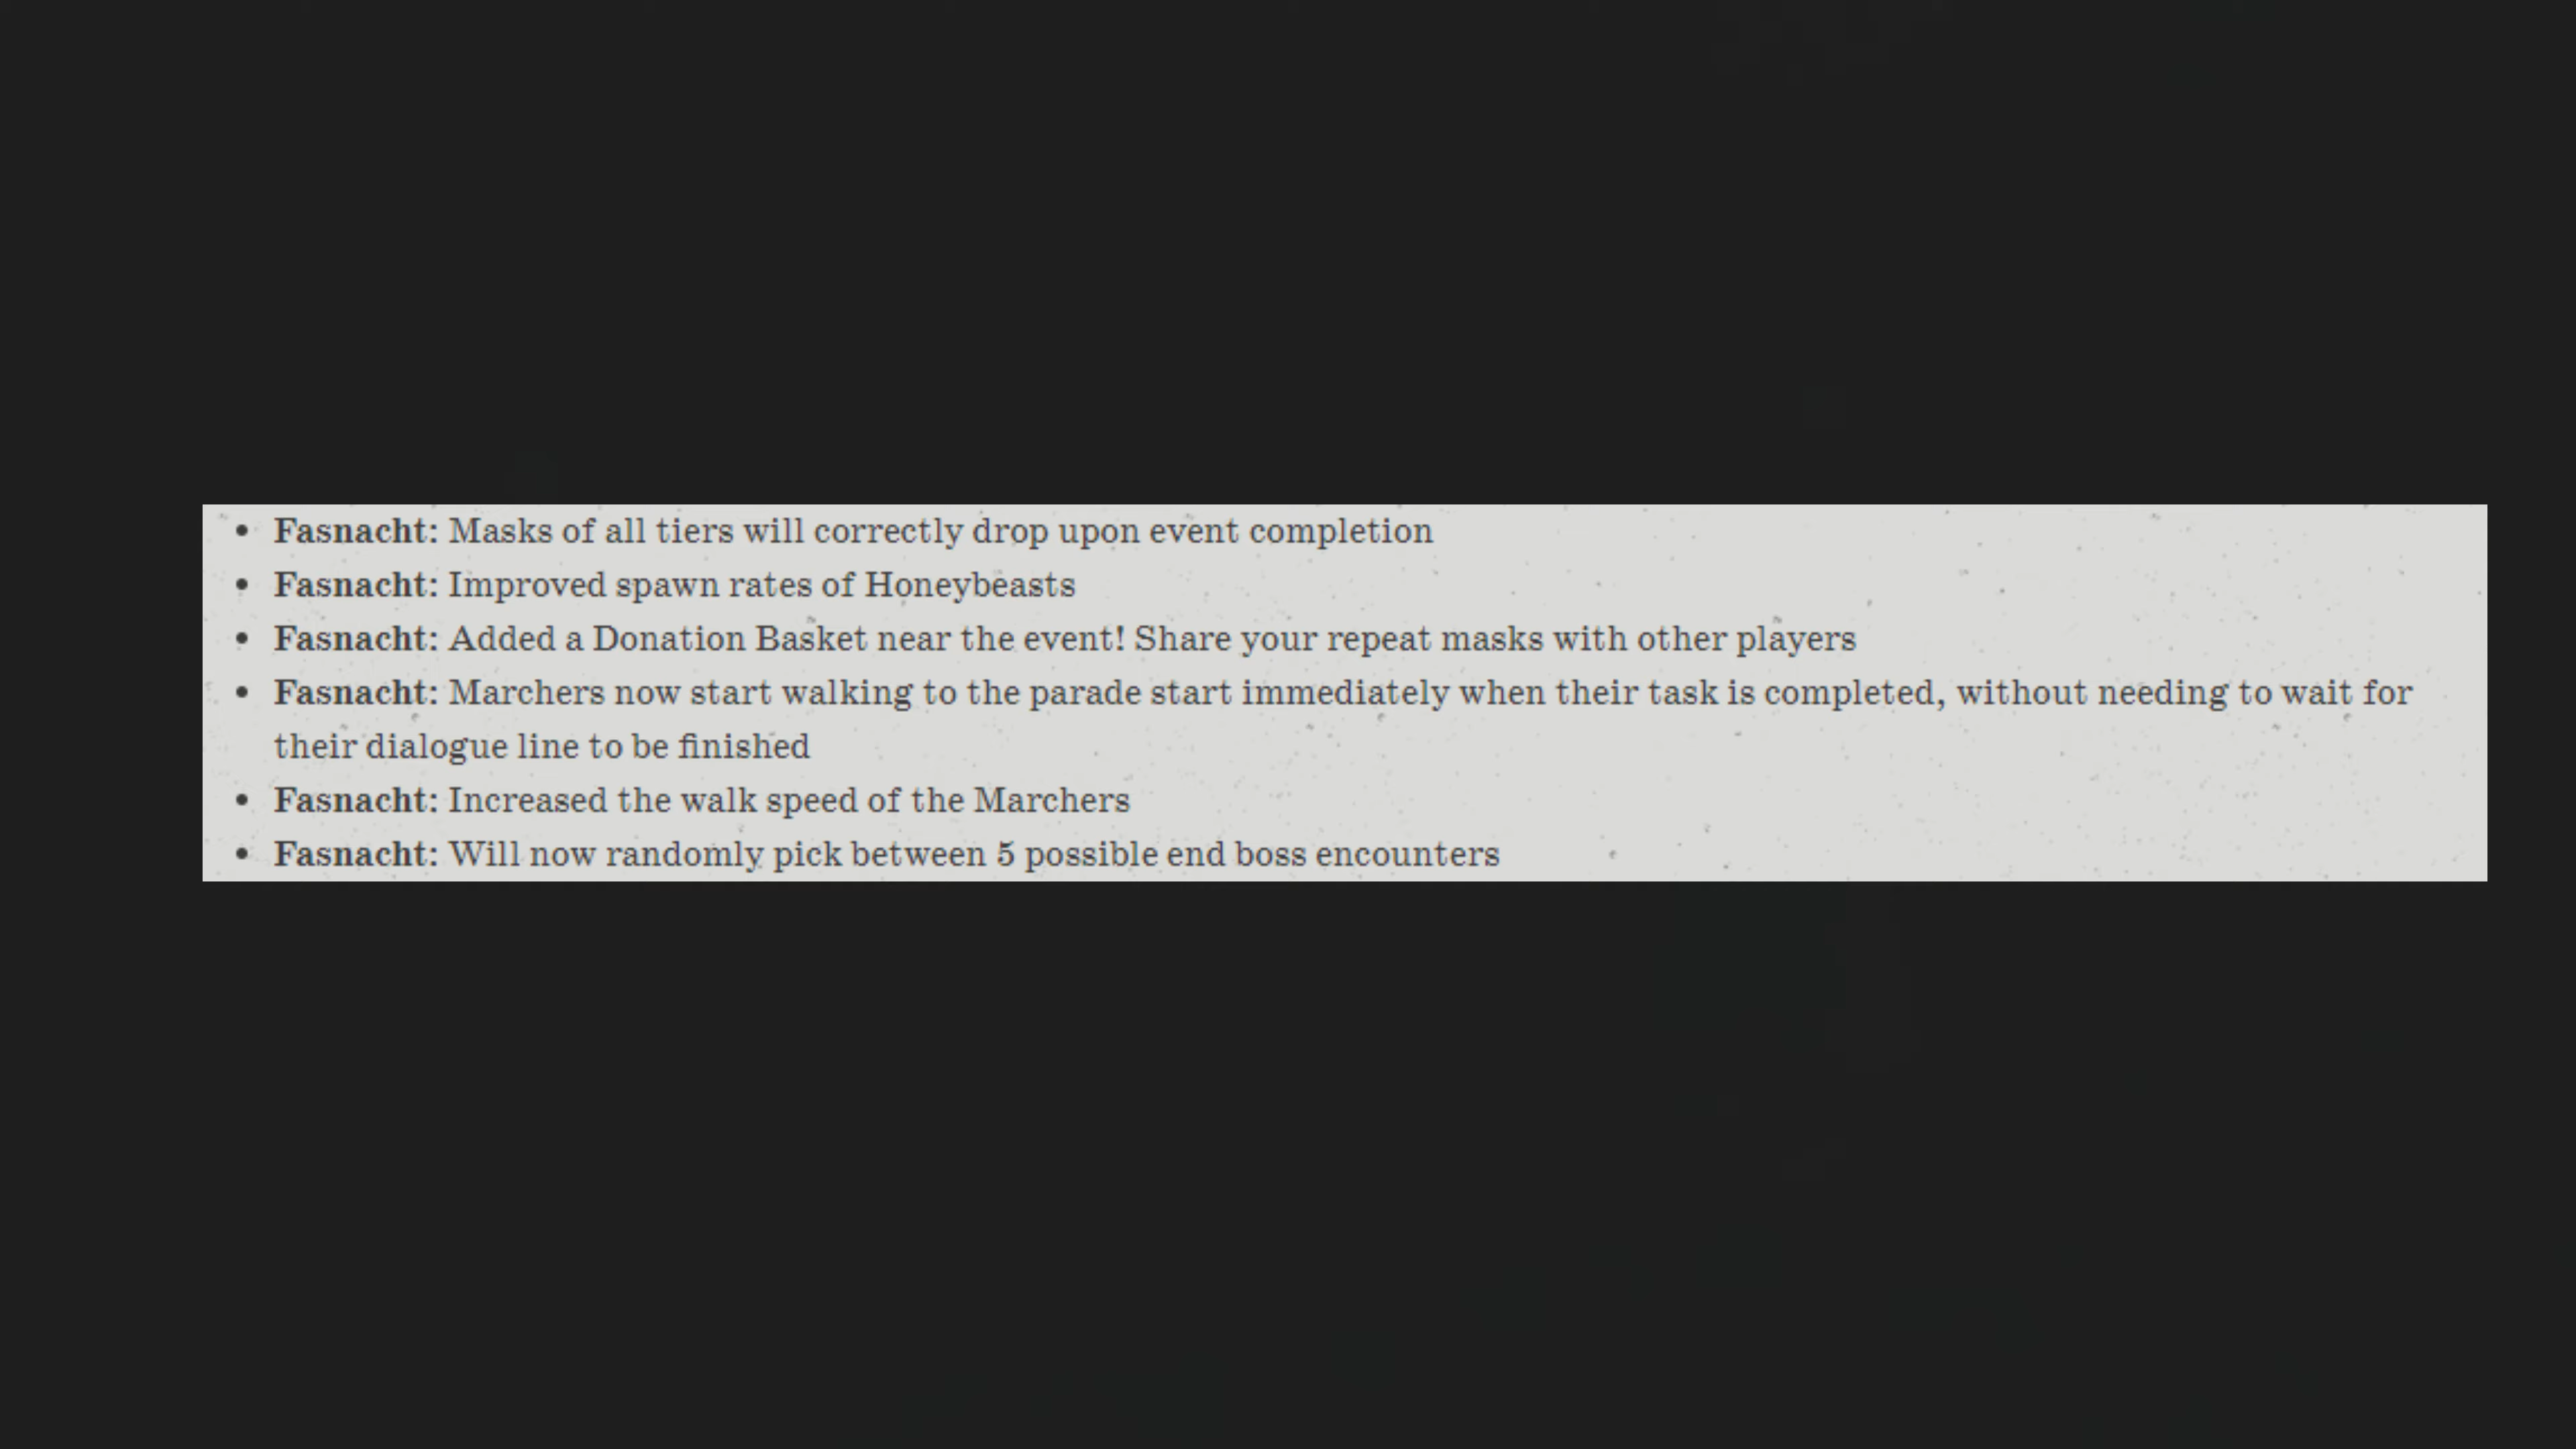 • Fasnacht: Masks of all tiers will correctly drop upon event completion
• Fasnacht: Improved spawn rates of Honeybeasts
• Fasnacht: Added a Donation Basket near the event! Share your repeat masks with other players
• Fasnacht: Marchers now start walking to the parade start immediately when their task is completed, without needing to wait for
their dialogue line to be finished
• Fasnacht: Increased the walk speed of the Marchers
• Fasnacht: Will now randomly pick between 5 possible end boss encounters